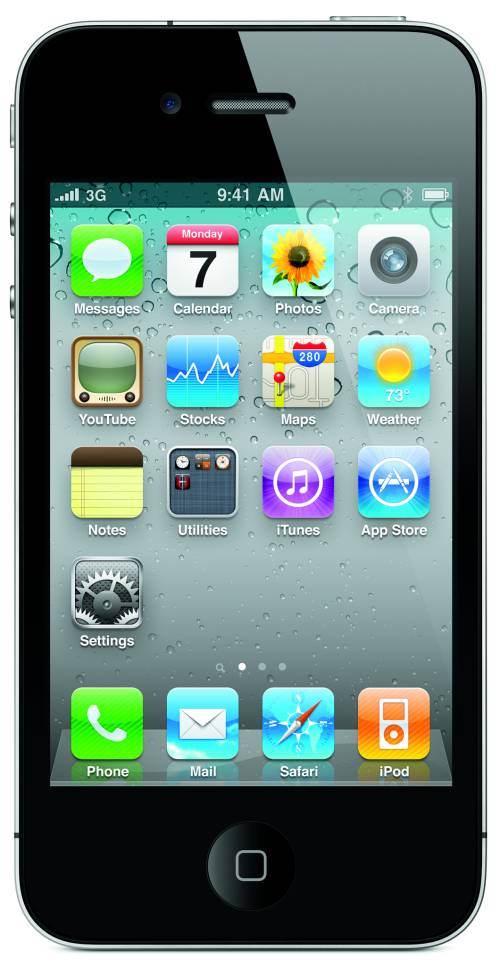 3G 9:41 AM
Monday
7
280
73°
Messages Calendar Photos Camera
YouTube Stocks Maps Weather
Notes Utilities iTunes App Store
Settings
Phone Mail Safari iPod